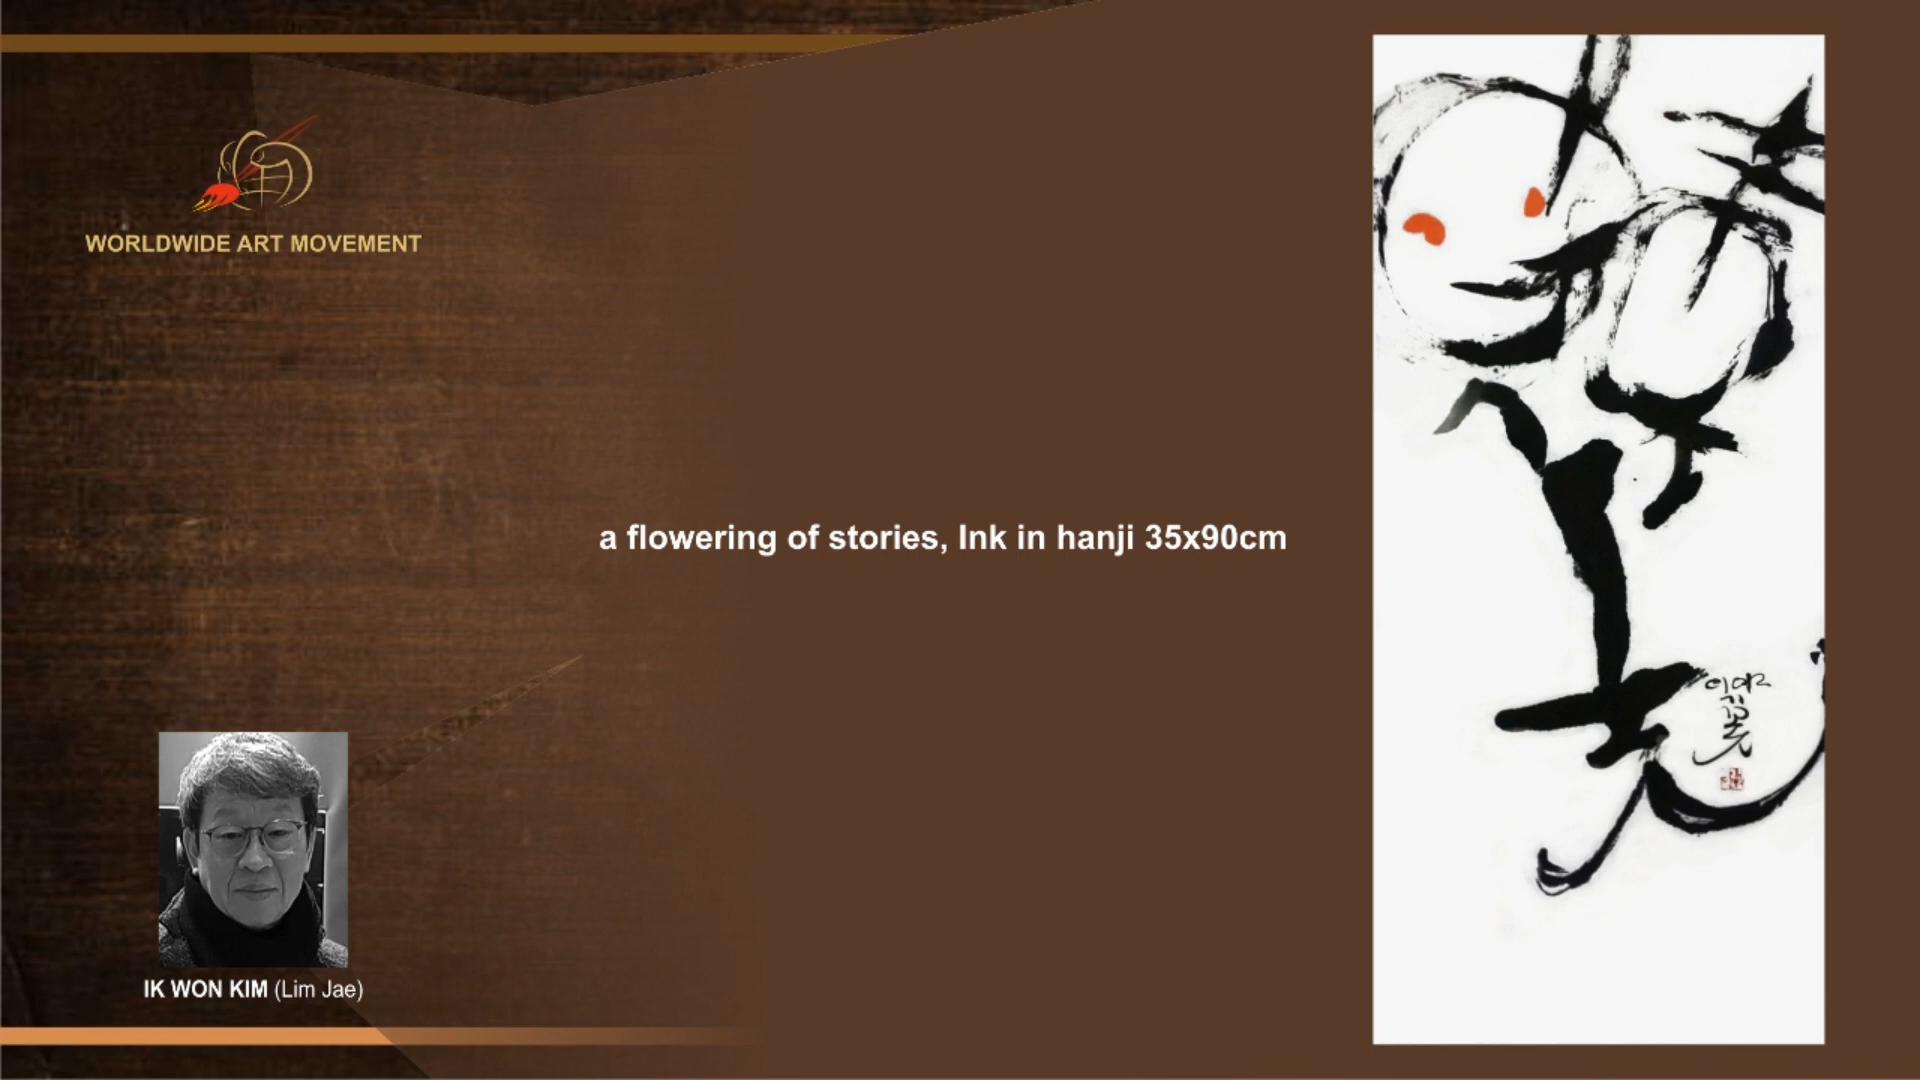 WORLDWIDE ART MOVEMENT
a flowering of stories, Ink in hanji 35x90cm
IK WON KIM (Lim Jae)